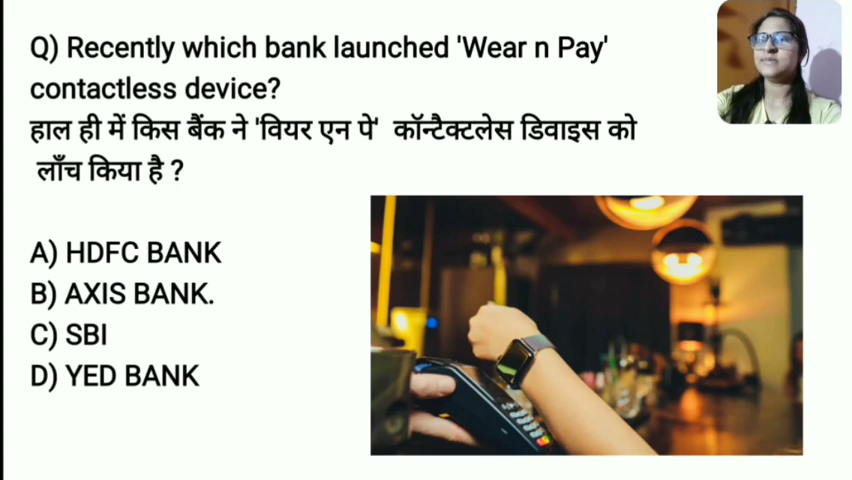 Q) Recently which bank launched 'Wear n Pay'
contactless device?
हाल ही में किस बैंक ने 'वियर एन पे' कॉन्टैक्टलेस डिवाइस को
लाँच किया है ?
A) HDFC BANK
B) AXIS BANK.
C) SBI
D) YED BANK